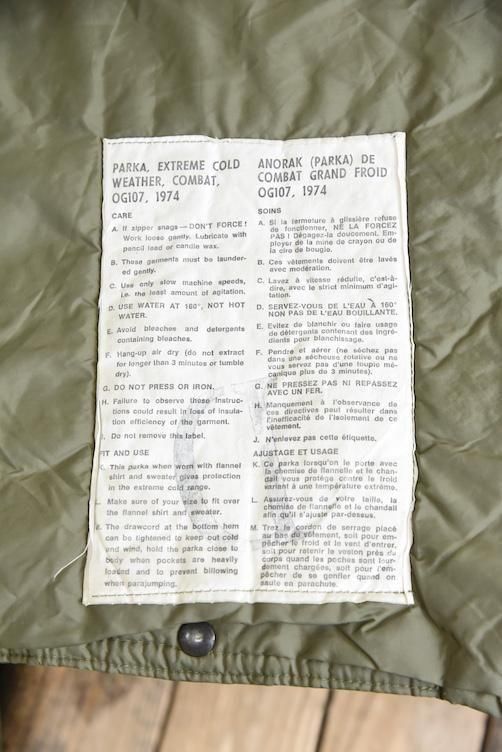 PARKA, EXTREME COLD
WEATHER, COMBAT,
OG107, 1974
CARE
A. If zipper snags—DON'T FORCE!
Work loose gently. Lubricate with
pencil lead or candle wax.
B. These garments must be launder-
ed gently.
C. Use only slow machine speeds,
i.e. the least amount of agitation.
D. USE WATER AT 160°, NOT HOT
WATER.
E. Avoid bleaches and detergents
containing bleaches.
F. Hang-up air dry (do not extract
for longer than 3 minutes or tumble
dry).
G. DO NOT PRESS OR IRON.
H. Failure to observe these instruc-
tions could result in loss of insula-
tion efficiency of the garment.
Do not remove this label.
FIT AND USE
K. This parka when worn with flannel
shirt and sweater gives protection
in the extreme cold range.
L. Make sure of your size to fit over
the flannel shirt and sweater.
The drawcord at the bottom hem
can be tightened to keep out cold
and wind, hold the parka close to
body when pockets are heavily
loaded and to prevent billowing
when parajumping.
ANORAK (PARKA) DE
COMBAT GRAND FROID
OG107, 1974
SOINS
A. Si la fermeture à glissière refuse
de fonctionner, NE LA FORCEZ
PAS! Dégagez-la doucement. Em-
ployer de la mine de crayon ou de
la cire de bougie.
B. Ces vêtements doivent être lavés
avec modération.
C. Lavez à vitesse réduite, c'est-à-
dire, avec le strict minimum d'agi-
tation.
D. SERVEZ-VOUS DE L'EAU À 160°
NON PAS DE L'EAU BOUILLANTE.
E. Evitez de blanchir ou faire usage
de détergents contenant des ingré-
dients pour blanchissage.
F. Pendre et aérer (ne séchez pas
dans une sécheuse rotative ou ne
vous servez pas d'une toupie mé-
canique plus de 3 minutes).
G. NE PRESSEZ PAS NI REPASSEZ
AVEC UN FER.
H. Manquement à l'observance de
ces directives peut résulter dans
l'inefficacité de l'isolement de ce
vêtement.
J. N'enlevez pas cette étiquette.
AJUSTAGE ET USAGE
K. Ce parka lorsqu'on le porte avec
la chemise de flanelle et le chan-
dail vous protége contre le froid
variant à une température extrême.
L. Assurez-vous de votre taille, la
chemise de flanelle et le chandail
afin qu'il s'ajuste par-dessus.
M. Tirez le cordon de serrage placé
au bas du vêtement, soit pour em-
pêcher le froid et le vent d'entrer,
soit pour retenir le veston près du
corps quand les poches sont lour-
dement chargées, soit pour l'em-
pêcher de se gonfler quand on
saute en parachute.